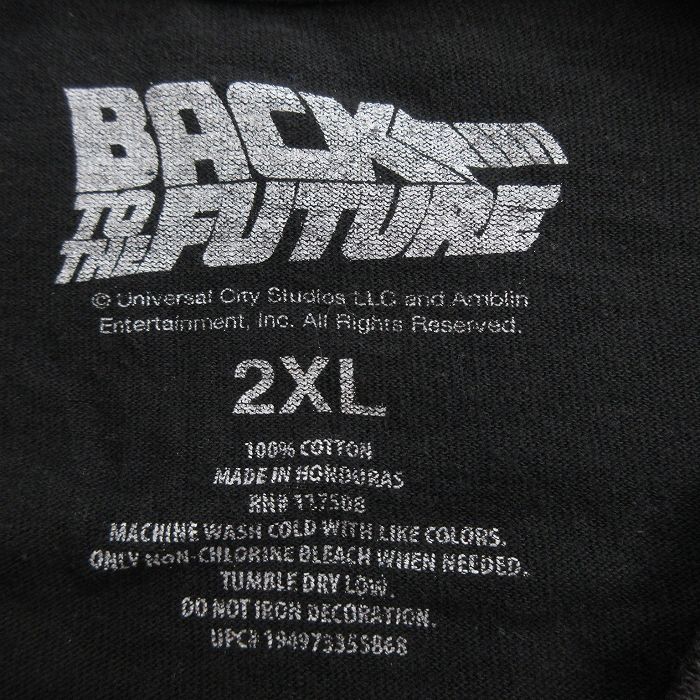 BACK
TO THE FUTURE
© Universal City Studios LLC and Amblin
Entertainment, Inc. All Rights Reserved.
2XL
100% COTTON
MADE IN HONDURAS
RN# 117508
MACHINE WASH COLD WITH LIKE COLORS.
ONLY NON-CHLORINE BLEACH WHEN NEEDED.
TUMBLE DRY LOW.
DO NOT IRON DECORATION.
UPC# 194973355868